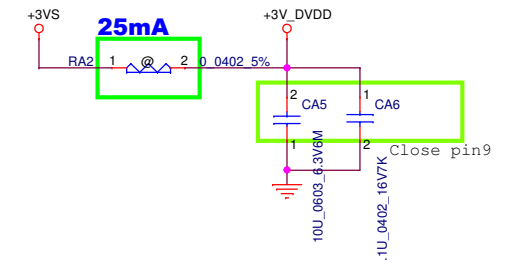 +3VS
25mA
+3V_DVDD
RA2 1 @ 2 0_0402_5%
2 1
CA5 CA6
1 2
Close pin9
10U_0603_6.3V6M
.1U_0402_16V7K